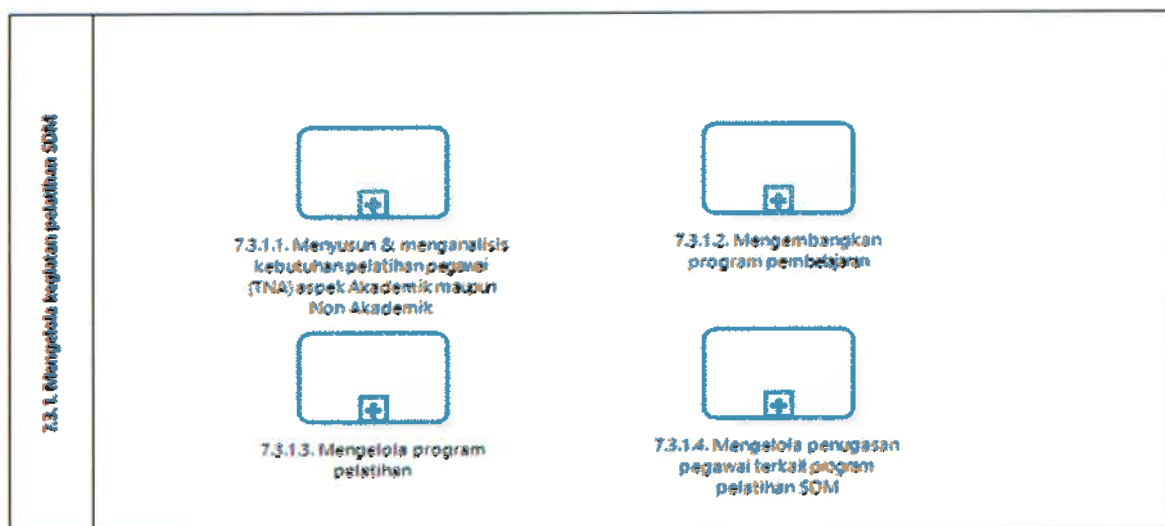 7.3.1. Mengelola kegiatan pelatihan SDM
7.3.1.1. Menyusun & menganalisis
kebutuhan pelatihan pegawai
(TNA) aspek Akademik maupun
Non Akademik
7.3.1.2. Mengembangkan
program pembelajaran
7.3.1.3. Mengelola program
pelatihan
7.3.1.4. Mengelola penugasan
pegawai terkait program
pelatihan SDM